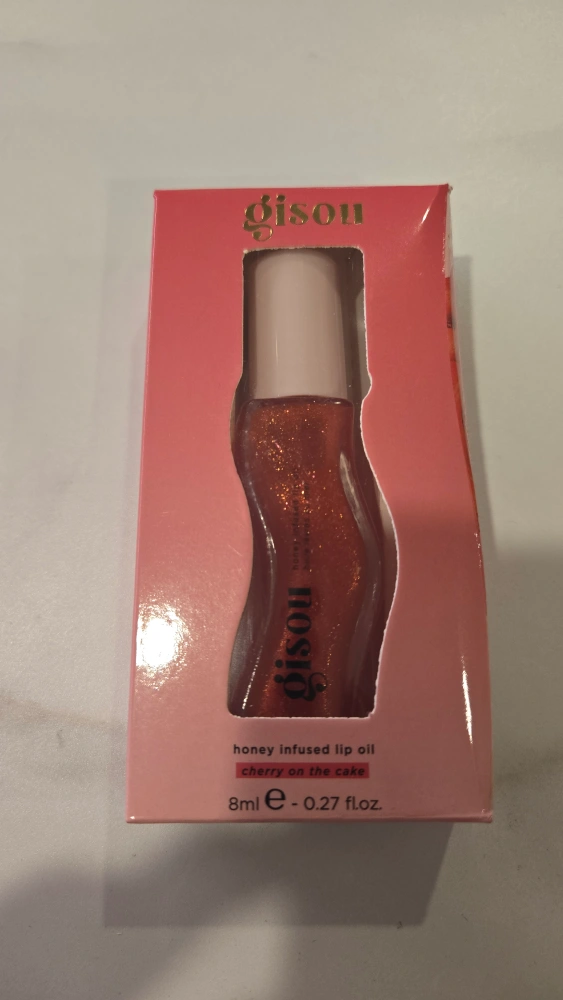 gisou
gisou
honey infused lip oil
cherry on the cake
8ml e - 0.27 fl.oz.